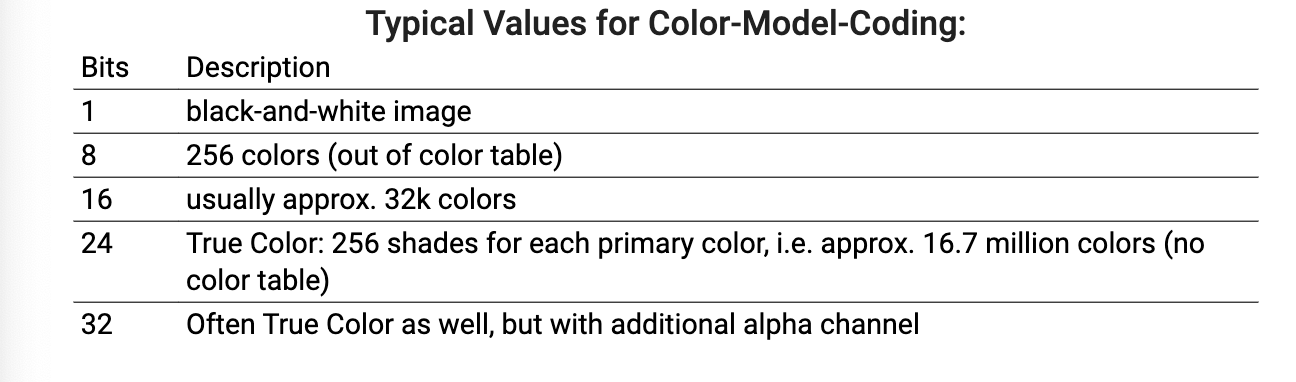 Typical Values for Color-Model-Coding:
Bits Description
1 black-and-white image
8 256 colors (out of color table)
16 usually approx. 32k colors
24 True Color: 256 shades for each primary color, i.e. approx. 16.7 million colors (no
color table)
32 Often True Color as well, but with additional alpha channel